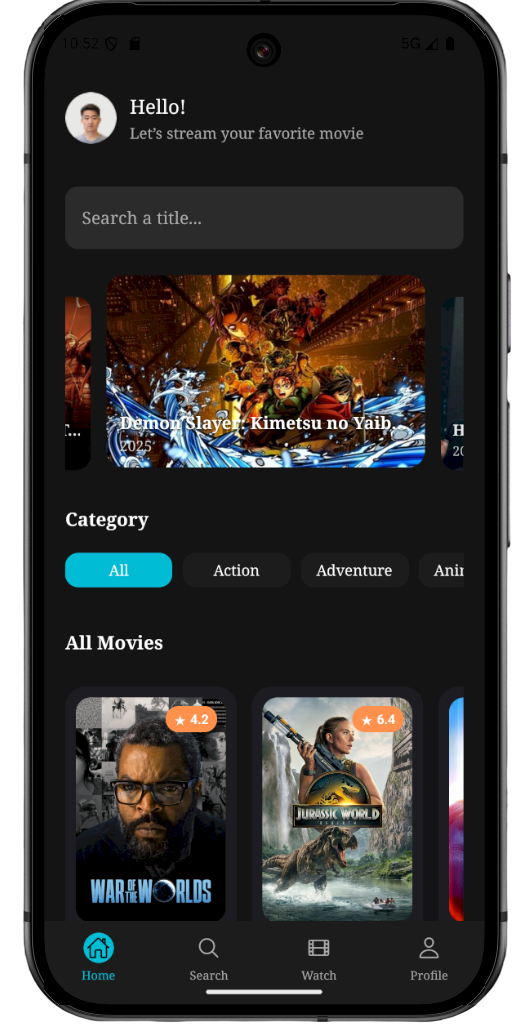 10:52
5G
Hello!
Let's stream your favorite movie
Search a title...
T...
Demon Slayer: Kimetsu no Yaib...
2025
H
20
Category
All
Action
Adventure
Anim
All Movies
★ 4.2
★ 6.4
WAR OF THE WORLDS
JURASSIC WORLD
REBIRTH
Home
Search
Watch
Profile